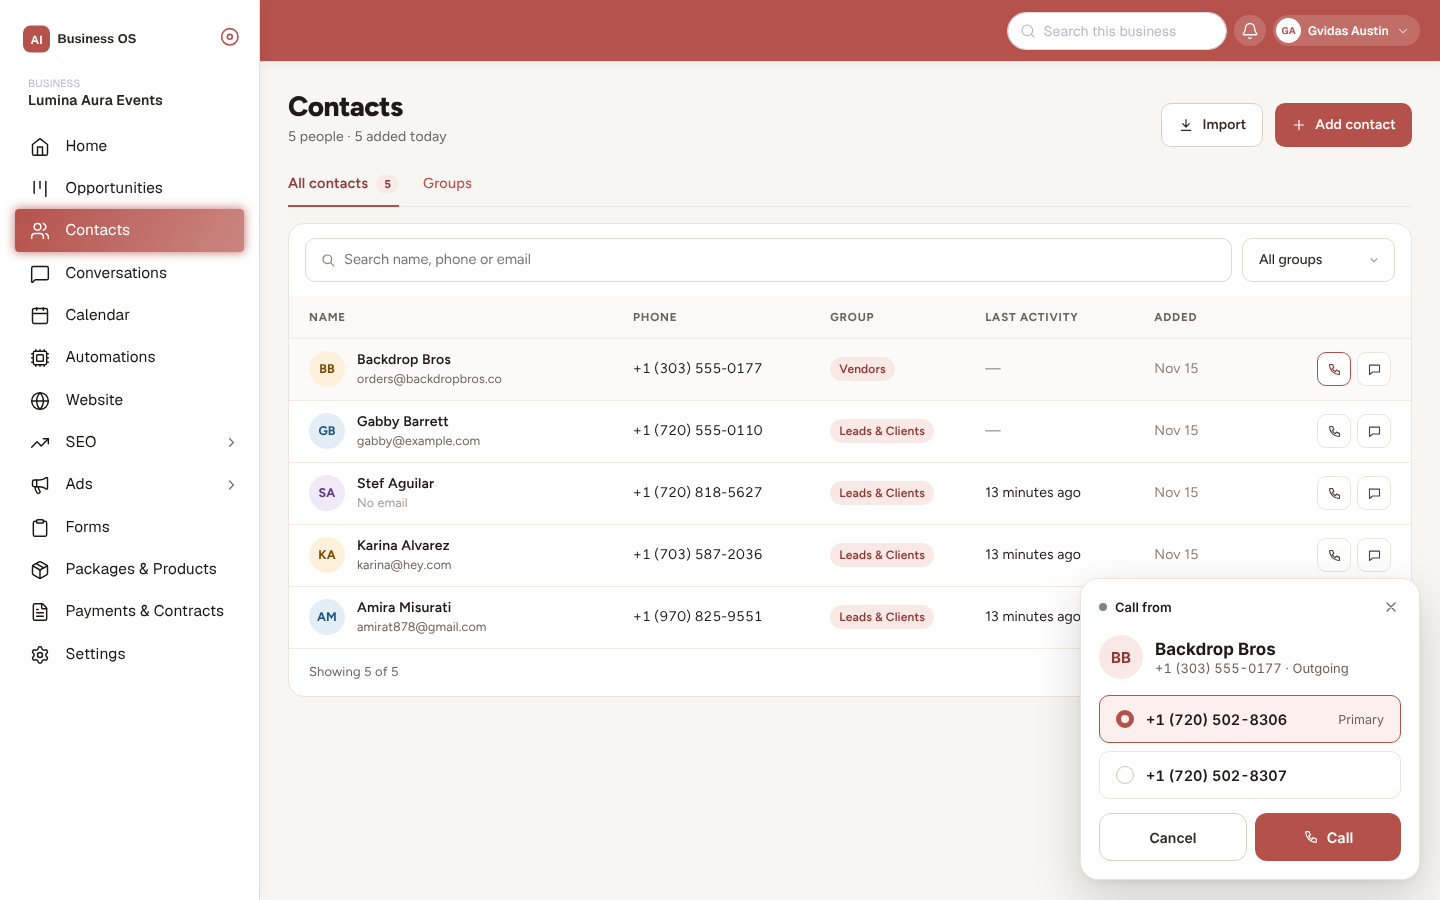 AI Business OS
BUSINESS
Lumina Aura Events
Home
Opportunities
Contacts
Conversations
Calendar
Automations
Website
SEO
Ads
Forms
Packages & Products
Payments & Contracts
Settings
Search this business
GA Gvidas Austin
Contacts
5 people · 5 added today
Import
Add contact
All contacts 5
Groups
Search name, phone or email
All groups
NAME PHONE GROUP LAST ACTIVITY ADDED
BB Backdrop Bros +1 (303) 555-0177 Vendors — Nov 15
orders@backdropbros.co
GB Gabby Barrett +1 (720) 555-0110 Leads & Clients — Nov 15
gabby@example.com
SA Stef Aguilar +1 (720) 818-5627 Leads & Clients 13 minutes ago Nov 15
No email
KA Karina Alvarez +1 (703) 587-2036 Leads & Clients 13 minutes ago Nov 15
karina@hey.com
AM Amira Misurati +1 (970) 825-9551 Leads & Clients 13 minutes ago
amirat878@gmail.com
Showing 5 of 5
Call from
BB Backdrop Bros
+1 (303) 555-0177 · Outgoing
+1 (720) 502-8306 Primary
+1 (720) 502-8307
Cancel
Call